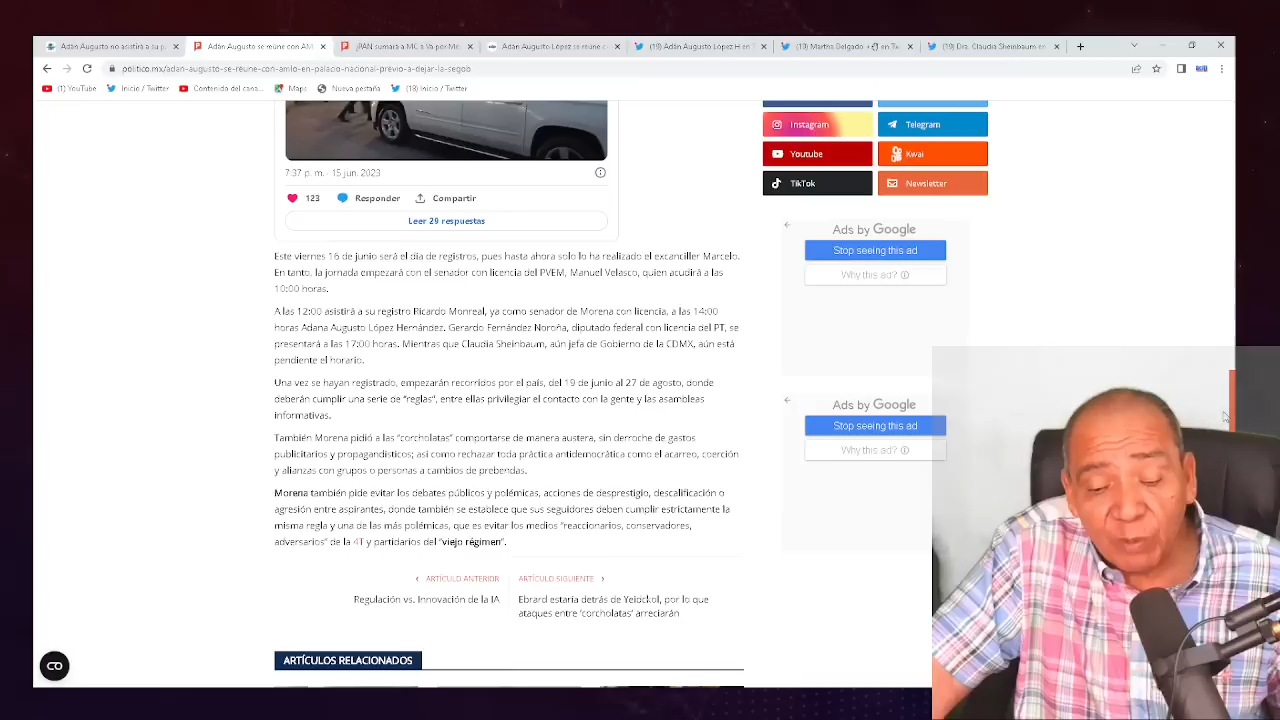 Adán Augusto no asistirá a su p
Adán Augusto se reúne con AM
¡PAN sumará a MC a Va por Me
Adán Augusto López se reúne c
(19) Adán Augusto López H en T
(19) Martha Delgado
(19) Dra. Claudia Sheinbaum en
politico.mx/adan-augusto-se-reune-con-amlo-en-palacio-nacional-previo-a-dejar-la-segob
(1) YouTube
Inicio / Twitter
Contenido del cana...
Maps
Nueva pestaña
(18) Inicio / Twitter
Instagram
Telegram
Youtube
Kwai
TikTok
Newsletter
7:37 p. m. · 15 jun. 2023
123 Responder Compartir
Leer 29 respuestas
Este viernes 16 de junio será el día de registros, pues hasta ahora solo lo ha realizado el excanciller Marcelo.
En tanto, la jornada empezará con el senador con licencia del PVEM, Manuel Velasco, quien acudirá a las
10:00 horas.
A las 12:00 asistirá a su registro Ricardo Monreal, ya como senador de Morena con licencia, a las 14:00
horas Adana Augusto López Hernández. Gerardo Fernández Noroña, diputado federal con licencia del PT, se
presentará a las 17:00 horas. Mientras que Claudia Sheinbaum, aún jefa de Gobierno de la CDMX, aún está
pendiente el horario.
Una vez se hayan registrado, empezarán recorridos por el país, del 19 de junio al 27 de agosto, donde
deberán cumplir una serie de “reglas”, entre ellas privilegiar el contacto con la gente y las asambleas
informativas.
También Morena pidió a las “corcholatas” comportarse de manera austera, sin derroche de gastos
publicitarios y propagandísticos; así como rechazar toda práctica antidemocrática como el acarreo, coerción
y alianzas con grupos o personas a cambios de prebendas.
Morena también pide evitar los debates públicos y polémicas, acciones de desprestigio, descalificación o
agresión entre aspirantes, donde también se establece que sus seguidores deben cumplir estrictamente la
misma regla y una de las más polémicas, que es evitar los medios “reaccionarios, conservadores,
adversarios” de la 4T y partidarios del “viejo régimen”.
ARTÍCULO ANTERIOR
Regulación vs. Innovación de la IA
ARTÍCULO SIGUIENTE
Ebrard estaría detrás de Yeidckol, por lo que
ataques entre ‘corcholatas’ arreciarán
ARTÍCULOS RELACIONADOS
Ads by Google
Stop seeing this ad
Why this ad?
Ads by Google
Stop seeing this ad
Why this ad?